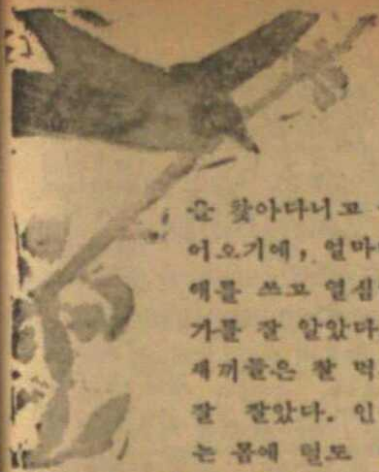 을 찾아다니고
어오기에, 얼마
애를 쓰고 열심
가를 잘 알았다
새끼들은 잘 먹
잘 잤았다. 인
는 몸에 털도